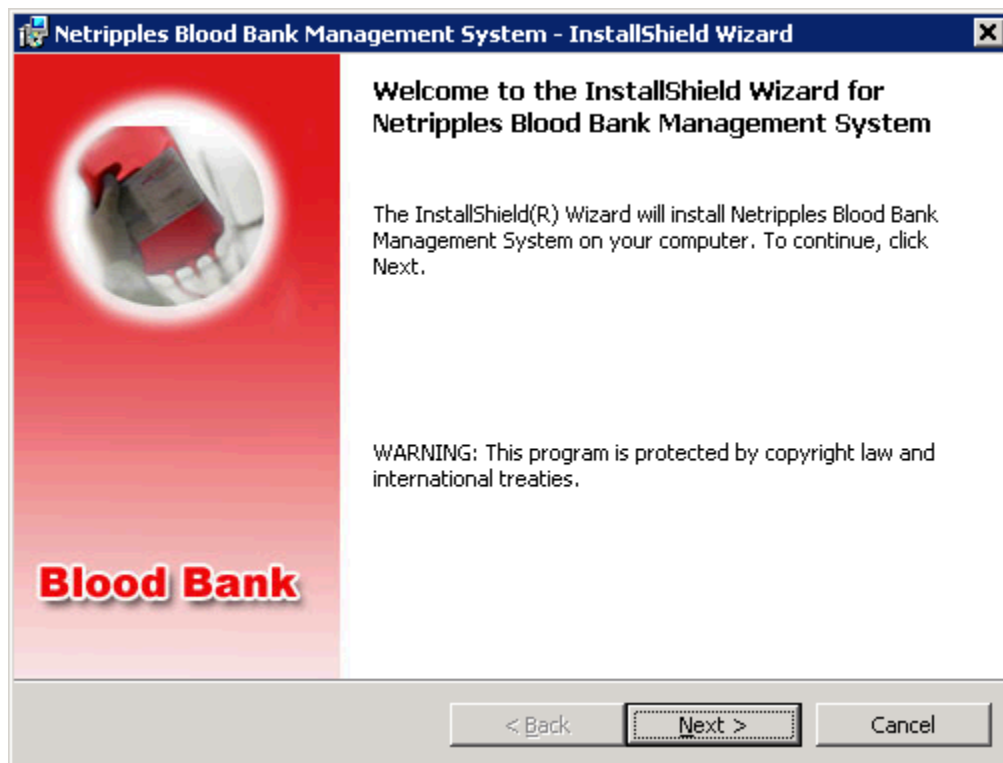 Netripples Blood Bank Management System - InstallShield Wizard
Welcome to the InstallShield Wizard for
Netripples Blood Bank Management System
The InstallShield(R) Wizard will install Netripples Blood Bank
Management System on your computer. To continue, click
Next.
WARNING: This program is protected by copyright law and
international treaties.
Blood Bank
< Back
Next >
Cancel